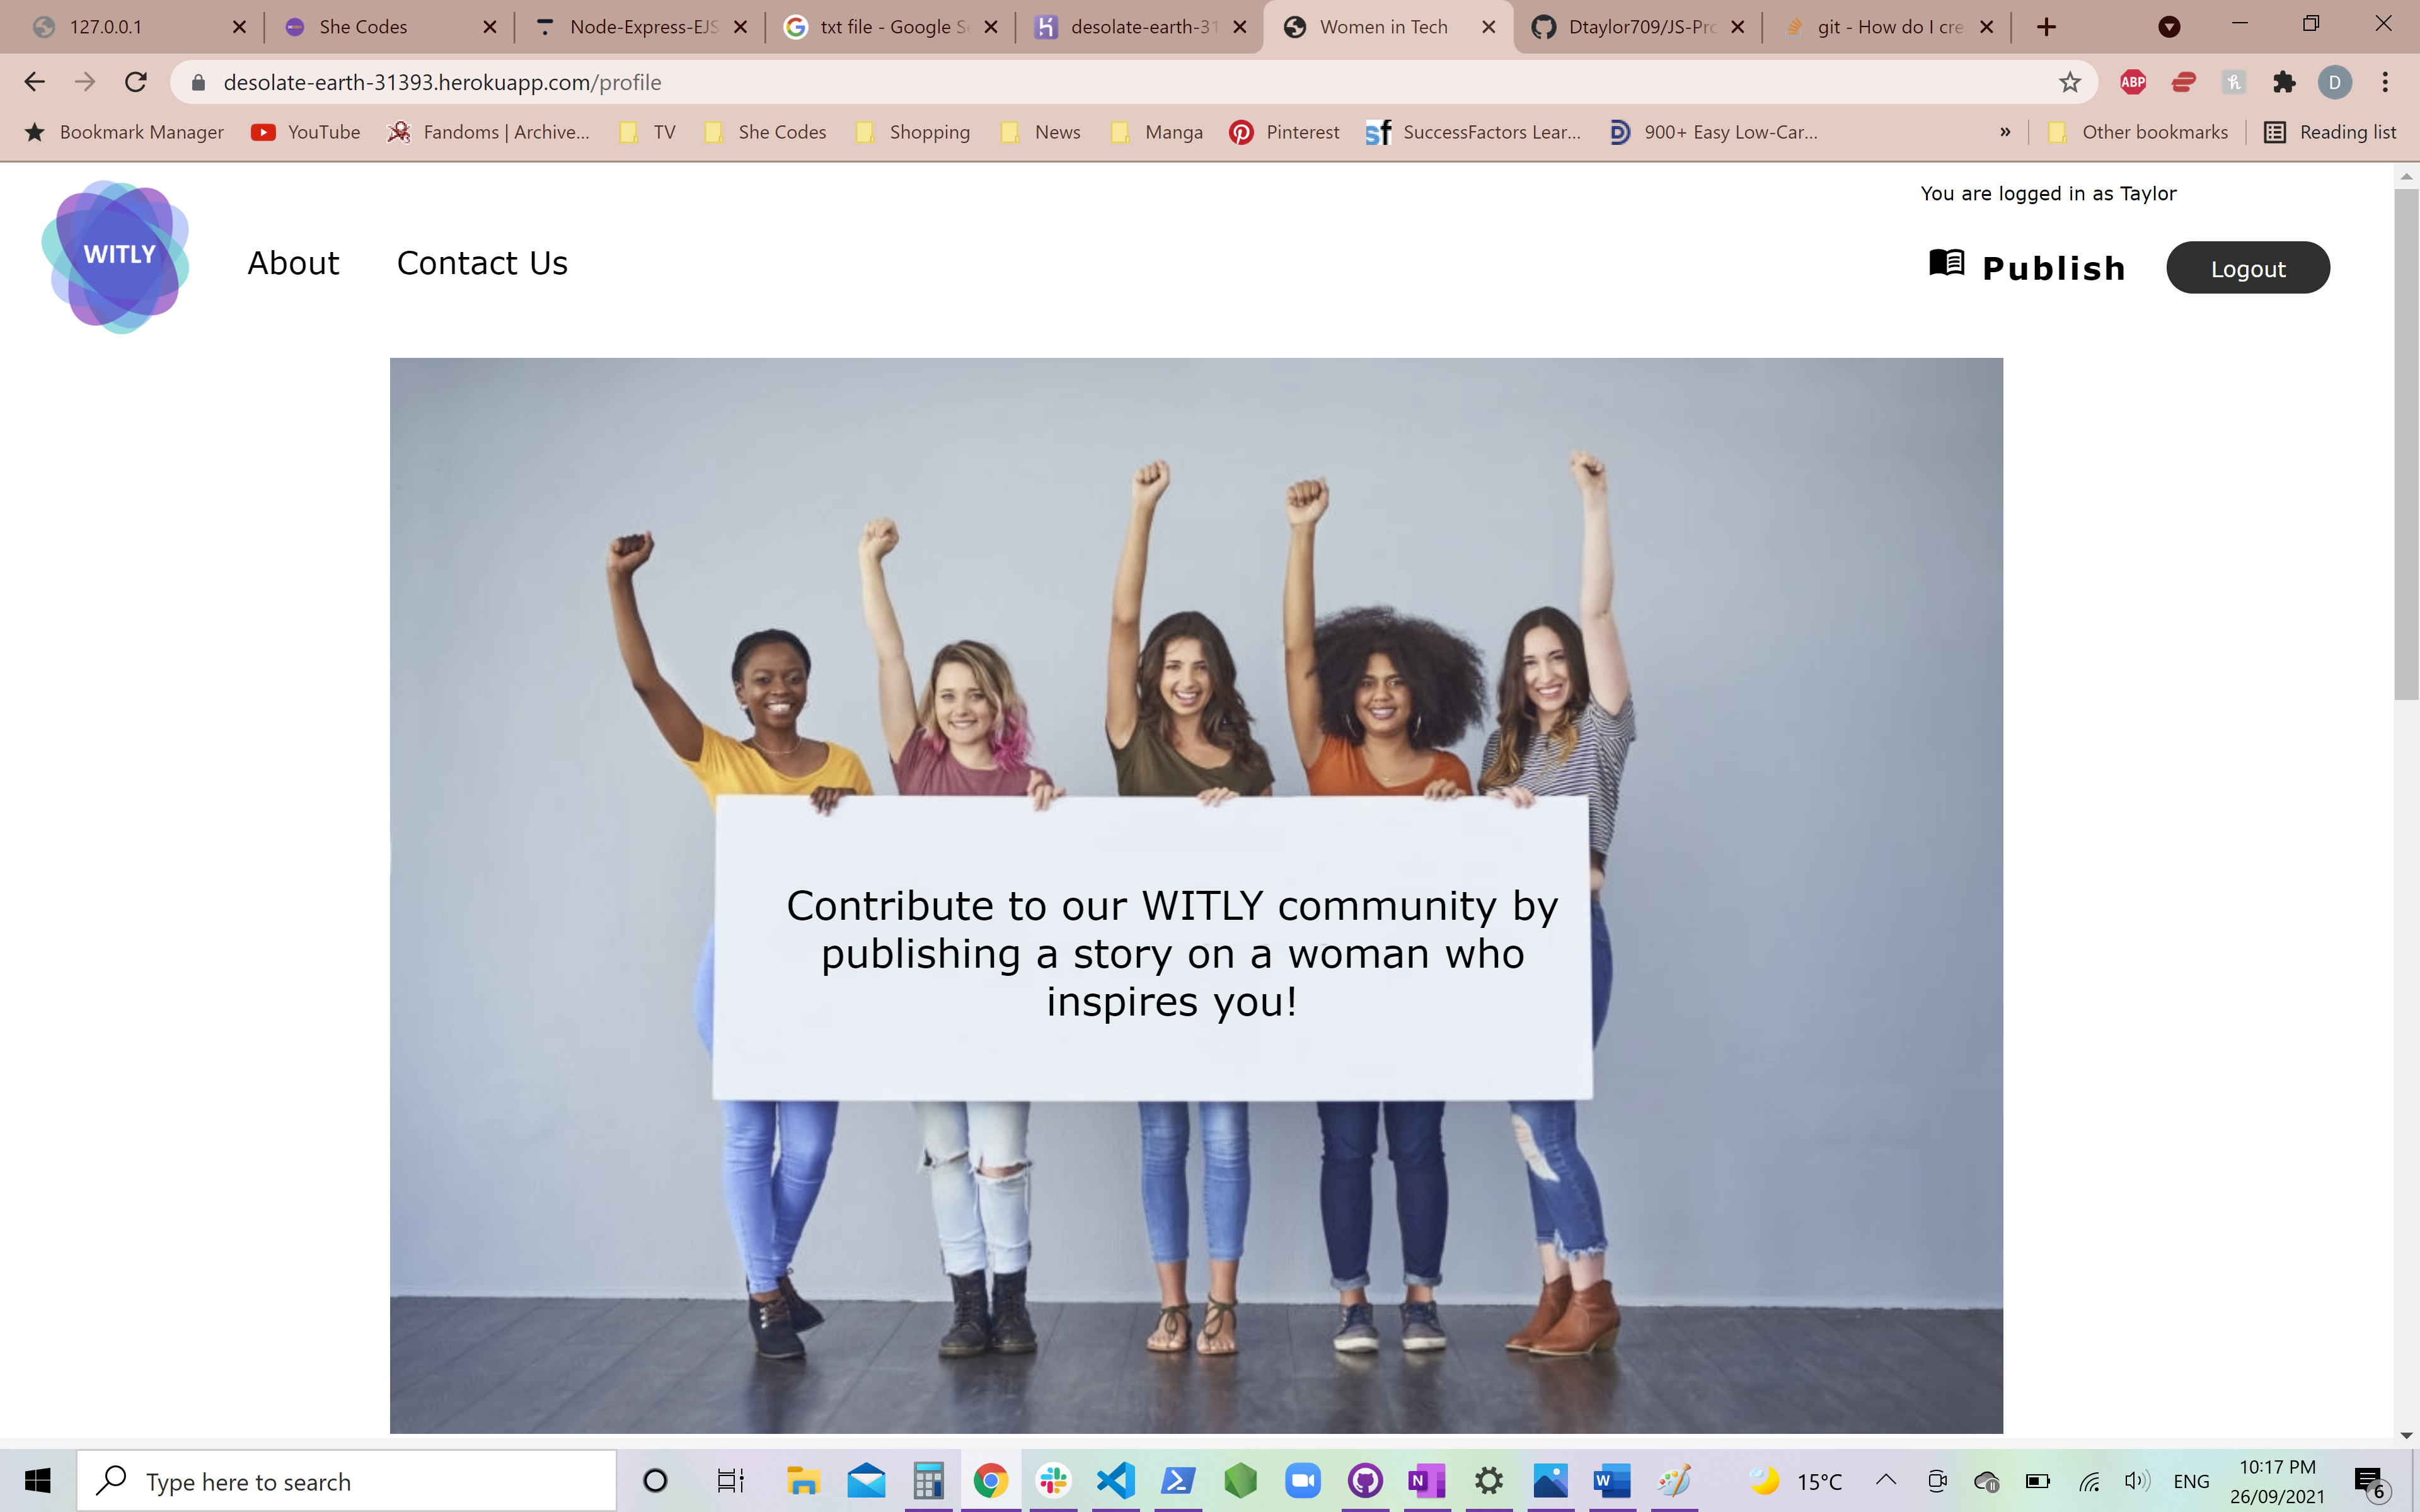 127.0.0.1
She Codes
Node-Express-EJS
txt file - Google Se
desolate-earth-31
Women in Tech
Dtaylor709/JS-Pro
git - How do I cre
desolate-earth-31393.herokuapp.com/profile
ABP
h
D
Bookmark Manager
YouTube
Fandoms | Archive...
TV
She Codes
Shopping
News
Manga
Pinterest
sf
SuccessFactors Lear...
900+ Easy Low-Car...
»
Other bookmarks
Reading list
You are logged in as Taylor
WITLY
About
Contact Us
Publish
Logout
Contribute to our WITLY community by
publishing a story on a woman who
inspires you!
Type here to search
N
W
15°C
ENG
10:17 PM
26/09/2021
6